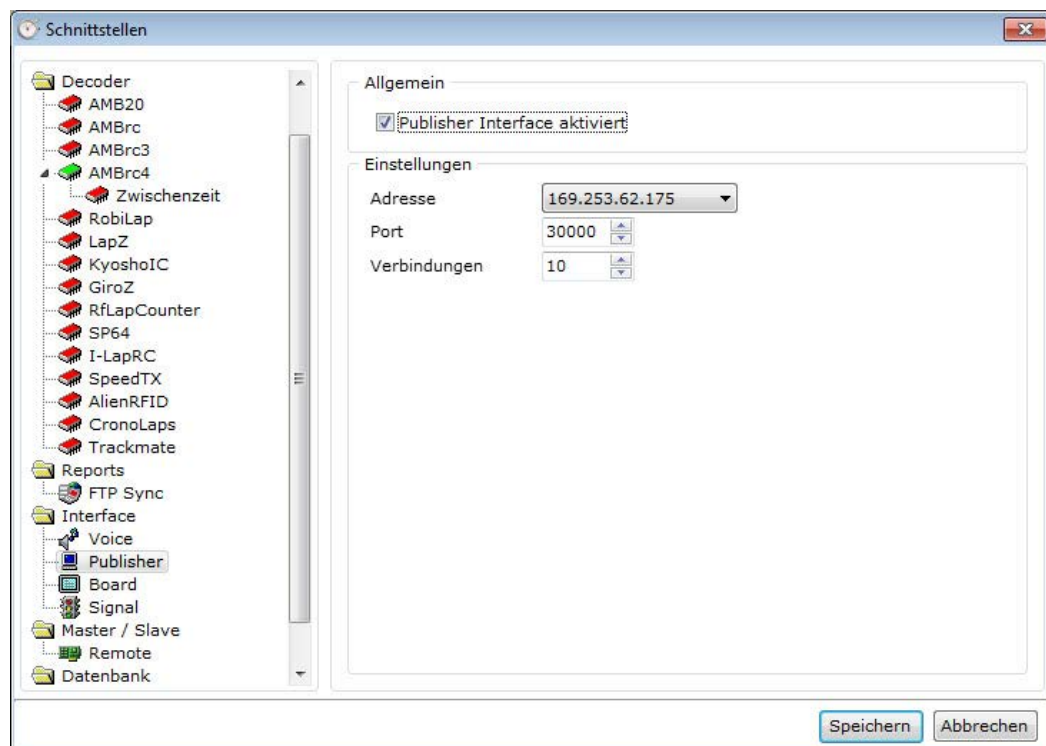 Schnittstellen
Decoder
AMB20
AMBrc
AMBrc3
AMBrc4
Zwischenzeit
RobiLap
LapZ
KyoshoIC
GiroZ
RfLapCounter
SP64
I-LapRC
SpeedTX
AlienRFID
CronoLaps
Trackmate
Reports
FTP Sync
Interface
Voice
Publisher
Board
Signal
Master / Slave
Remote
Datenbank
Allgemein
Publisher Interface aktiviert
Einstellungen
Adresse 169.253.62.175
Port 30000
Verbindungen 10
Speichern Abbrechen